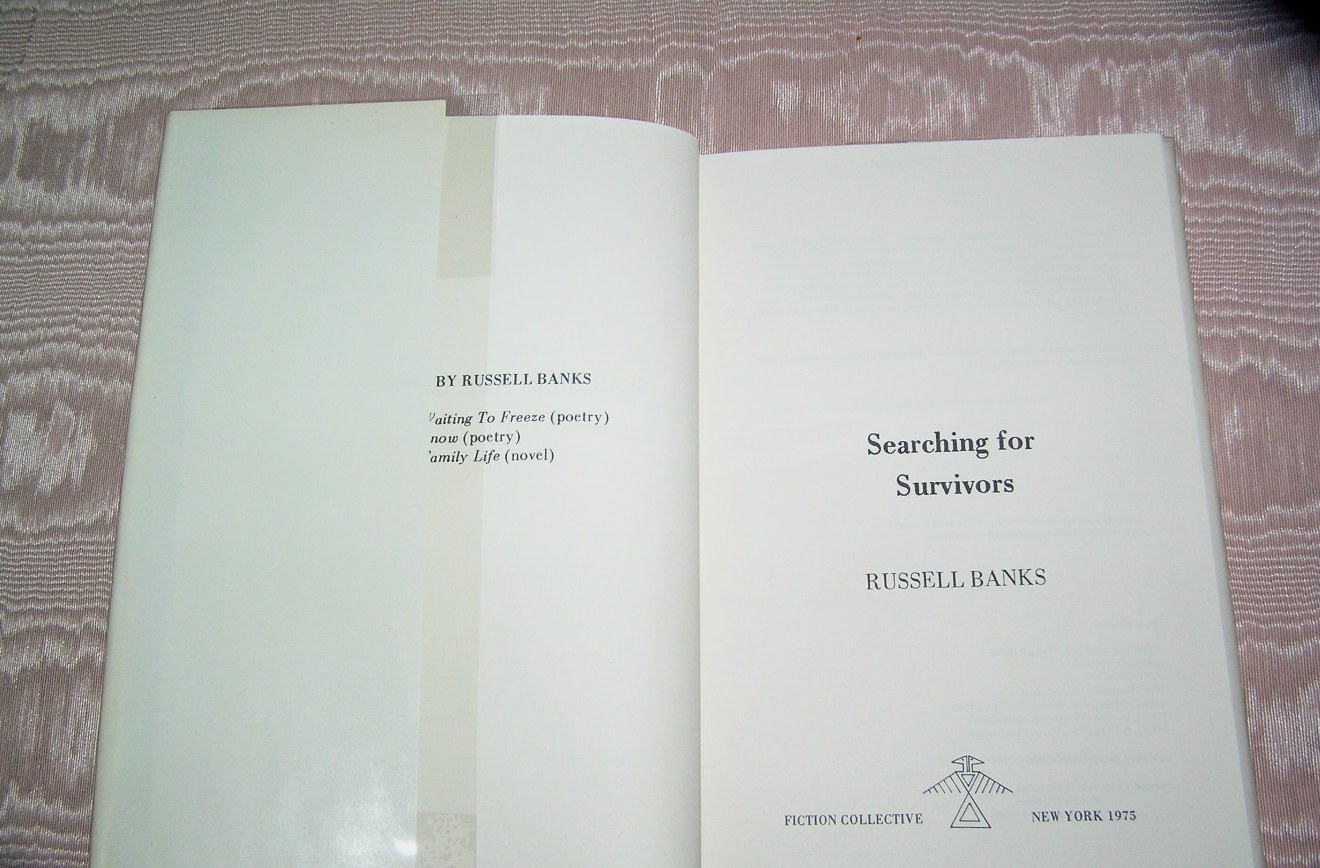 BY RUSSELL BANKS
aiting To Freeze (poetry)
now (poetry)
amily Life (novel)
Searching for
Survivors
RUSSELL BANKS
FICTION COLLECTIVE
NEW YORK 1975